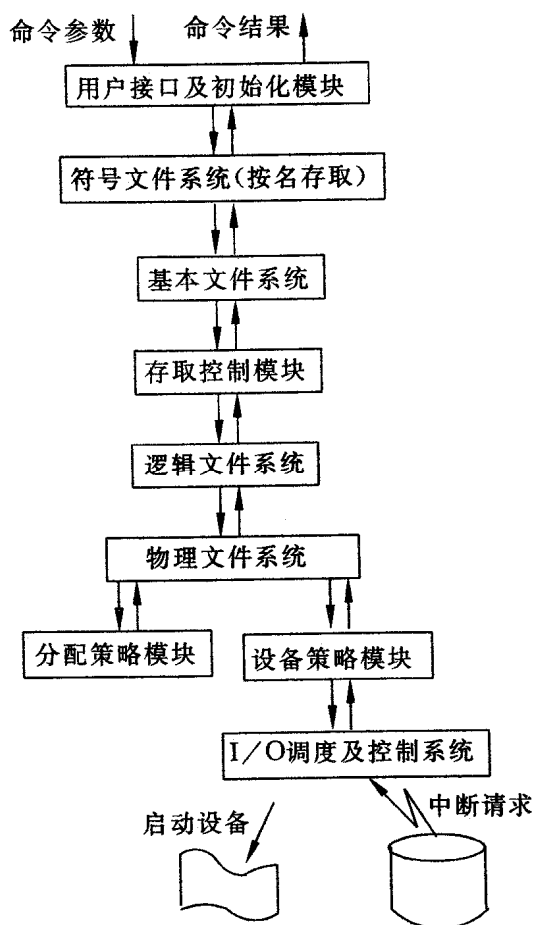 命令参数
命令结果
用户接口及初始化模块
符号文件系统(按名存取)
基本文件系统
存取控制模块
逻辑文件系统
物理文件系统
分配策略模块
设备策略模块
I/O调度及控制系统
启动设备
中断请求